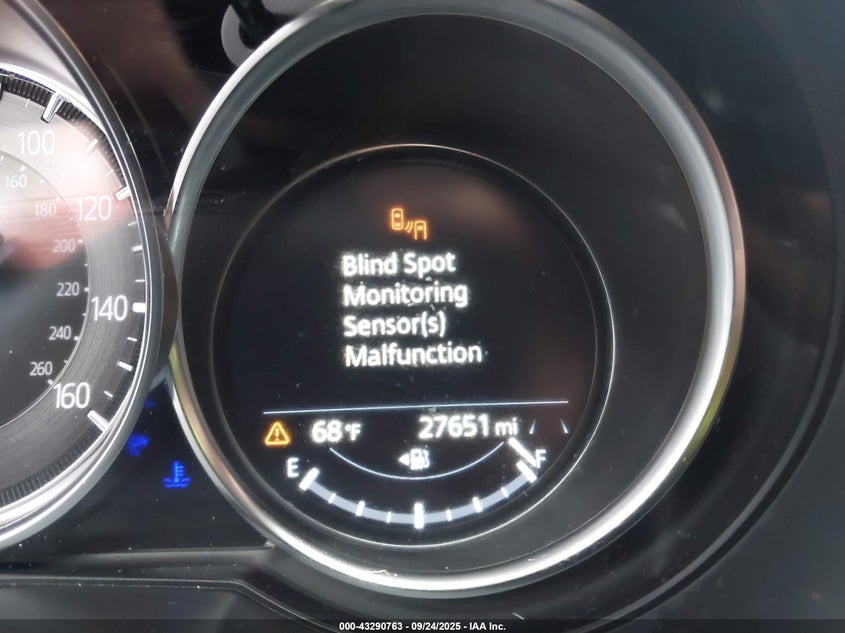 100
160
180
120
200
220
140
240
260
160
Blind Spot
Monitoring
Sensor(s)
Malfunction
68°F 27651 mi
E F
000-43290763 - 09/24/2025 - IAA Inc.